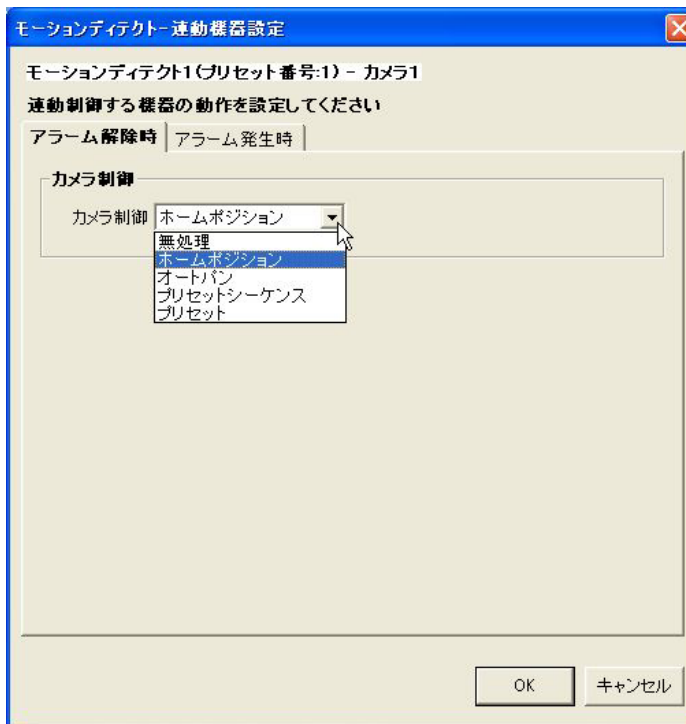 モーションディテクト-連動機器設定
モーションディテクト1(プリセット番号:1) - カメラ1
連動制御する機器の動作を設定してください
アラーム解除時 アラーム発生時
カメラ制御
カメラ制御 ホームポジション
無処理
ホームポジション
オートパン
プリセットシーケンス
プリセット
OK キャンセル